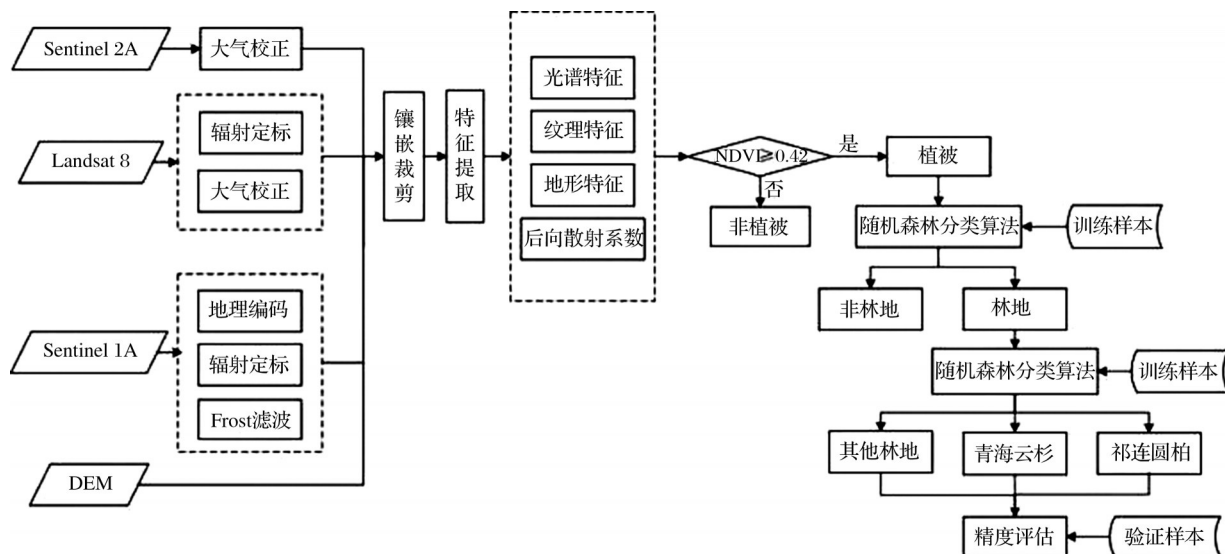 Sentinel 2A
大气校正
Landsat 8
辐射定标
大气校正
Sentinel 1A
地理编码
辐射定标
Frost滤波
DEM
镶嵌裁剪
特征提取
光谱特征
纹理特征
地形特征
后向散射系数
NDVI≧0.42
是
否
植被
非植被
随机森林分类算法
训练样本
非林地
林地
随机森林分类算法
训练样本
其他林地
青海云杉
祁连圆柏
精度评估
验证样本